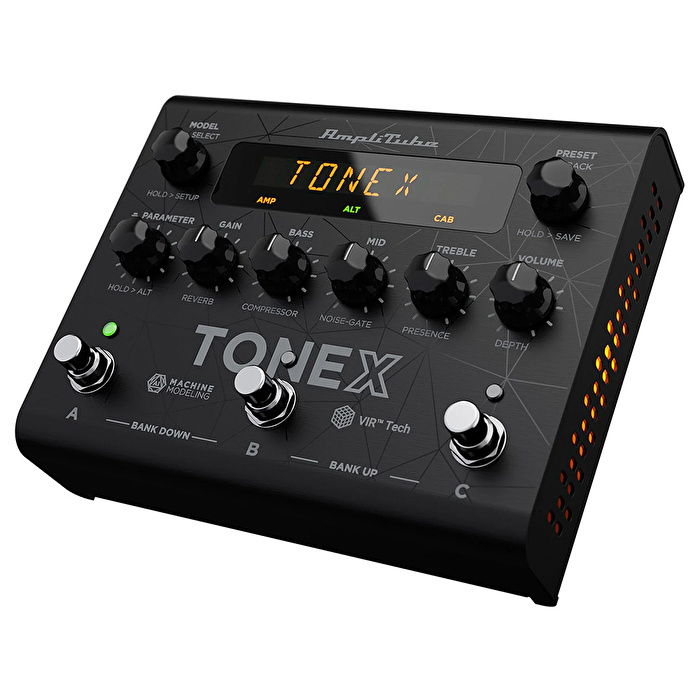 AmpliTube
MODEL
SELECT
HOLD > SETUP
TONEX
AMP
ALT
CAB
PRESET
BACK
HOLD > SAVE
PARAMETER
GAIN
BASS
MID
TREBLE
VOLUME
HOLD > ALT
REVERB
COMPRESSOR
NOISE-GATE
PRESENCE
DEPTH
TONEX
AI MACHINE
MODELING
VIR™ Tech
A
BANK DOWN
B
BANK UP
C